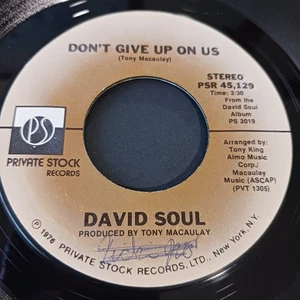 DON'T GIVE UP ON US
(Tony Macaulay)
STEREO
PSR 45,129
Time: 3:30
From the
David Soul
Album
PS 2019
PS
PRIVATE STOCK
RECORDS
Arranged by:
Tony King
Almo Music
Corp./
Macaulay
Music (ASCAP)
(PVT 1305)
DAVID SOUL
PRODUCED BY TONY MACAULAY
℗ 1976 PRIVATE STOCK RECORDS LTD., New York, N.Y.